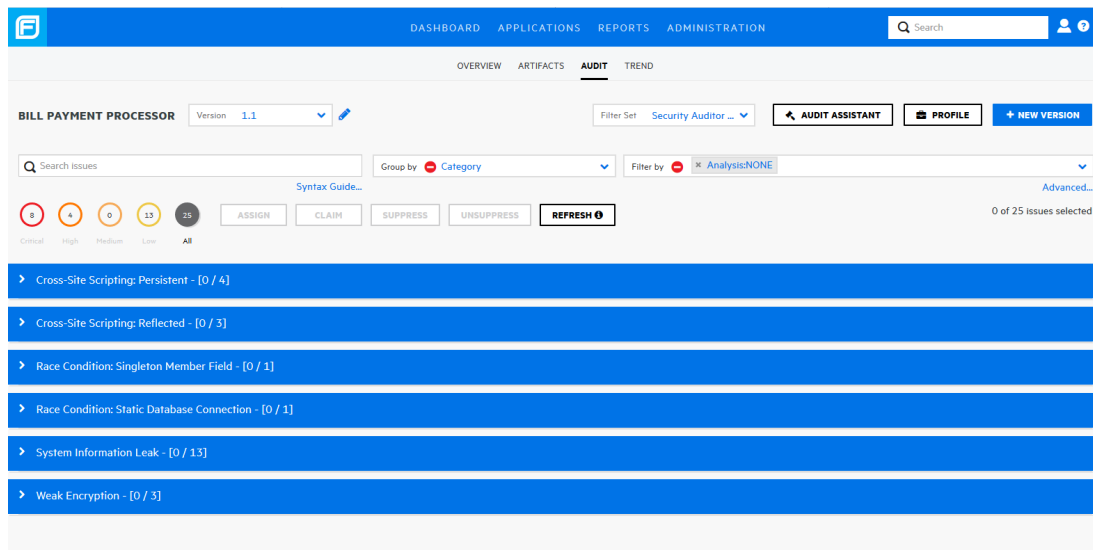 DASHBOARD APPLICATIONS REPORTS ADMINISTRATION Search
OVERVIEW ARTIFACTS AUDIT TREND
BILL PAYMENT PROCESSOR Version 1.1 Filter Set Security Auditor ... AUDIT ASSISTANT PROFILE + NEW VERSION
Search issues Group by Category Filter by × Analysis:NONE
Syntax Guide... Advanced...
8 4 0 13 25 ASSIGN CLAIM SUPPRESS UNSUPPRESS REFRESH 0 of 25 issues selected
Critical High Medium Low All
Cross-Site Scripting: Persistent - [0 / 4]
Cross-Site Scripting: Reflected - [0 / 3]
Race Condition: Singleton Member Field - [0 / 1]
Race Condition: Static Database Connection - [0 / 1]
System Information Leak - [0 / 13]
Weak Encryption - [0 / 3]